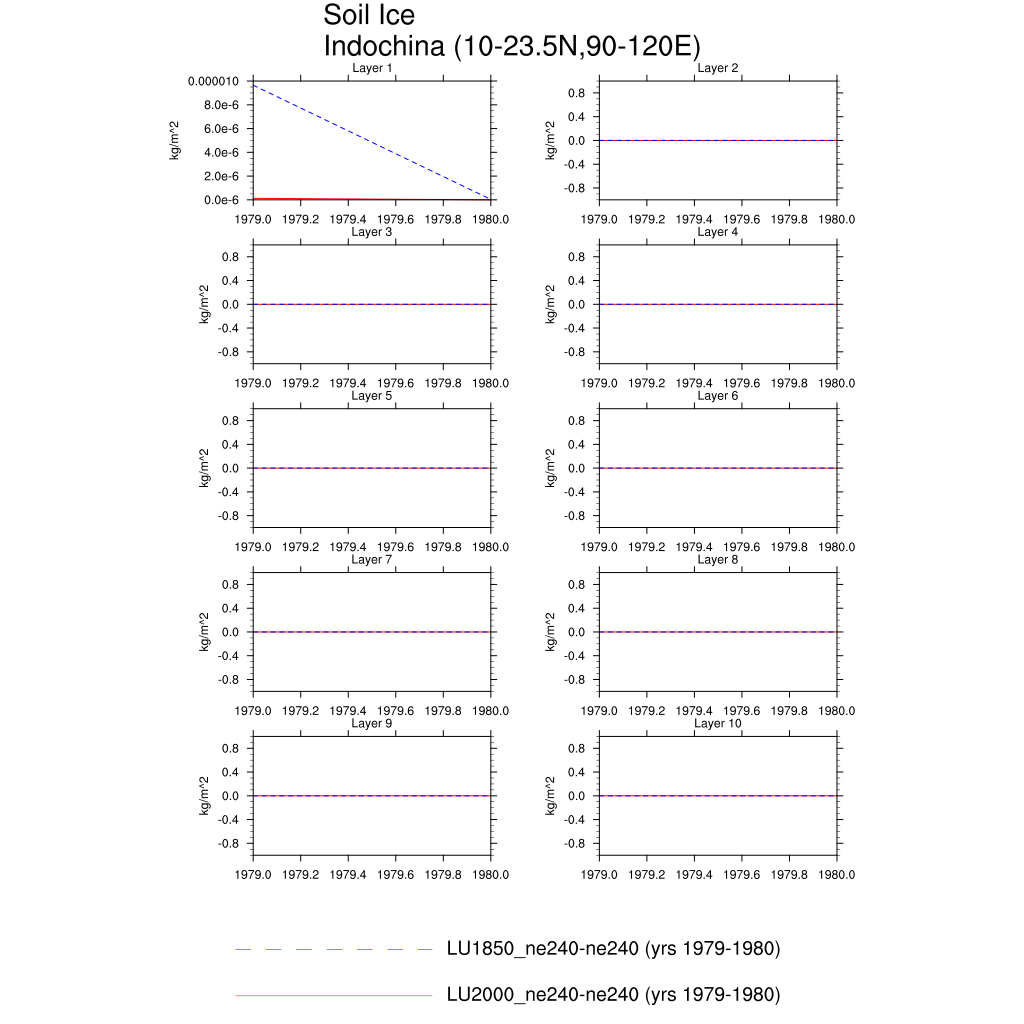 Soil Ice
Indochina (10-23.5N,90-120E)
Layer 1
0.000010
8.0e-6
6.0e-6
4.0e-6
2.0e-6
0.0e-6
kg/m^2
1979.0 1979.2 1979.4 1979.6 1979.8 1980.0
Layer 2
0.8
0.4
0.0
-0.4
-0.8
kg/m^2
1979.0 1979.2 1979.4 1979.6 1979.8 1980.0
Layer 3
0.8
0.4
0.0
-0.4
-0.8
kg/m^2
1979.0 1979.2 1979.4 1979.6 1979.8 1980.0
Layer 4
0.8
0.4
0.0
-0.4
-0.8
kg/m^2
1979.0 1979.2 1979.4 1979.6 1979.8 1980.0
Layer 5
0.8
0.4
0.0
-0.4
-0.8
kg/m^2
1979.0 1979.2 1979.4 1979.6 1979.8 1980.0
Layer 6
0.8
0.4
0.0
-0.4
-0.8
kg/m^2
1979.0 1979.2 1979.4 1979.6 1979.8 1980.0
Layer 7
0.8
0.4
0.0
-0.4
-0.8
kg/m^2
1979.0 1979.2 1979.4 1979.6 1979.8 1980.0
Layer 8
0.8
0.4
0.0
-0.4
-0.8
kg/m^2
1979.0 1979.2 1979.4 1979.6 1979.8 1980.0
Layer 9
0.8
0.4
0.0
-0.4
-0.8
kg/m^2
1979.0 1979.2 1979.4 1979.6 1979.8 1980.0
Layer 10
0.8
0.4
0.0
-0.4
-0.8
kg/m^2
1979.0 1979.2 1979.4 1979.6 1979.8 1980.0
LU1850_ne240-ne240 (yrs 1979-1980)
LU2000_ne240-ne240 (yrs 1979-1980)